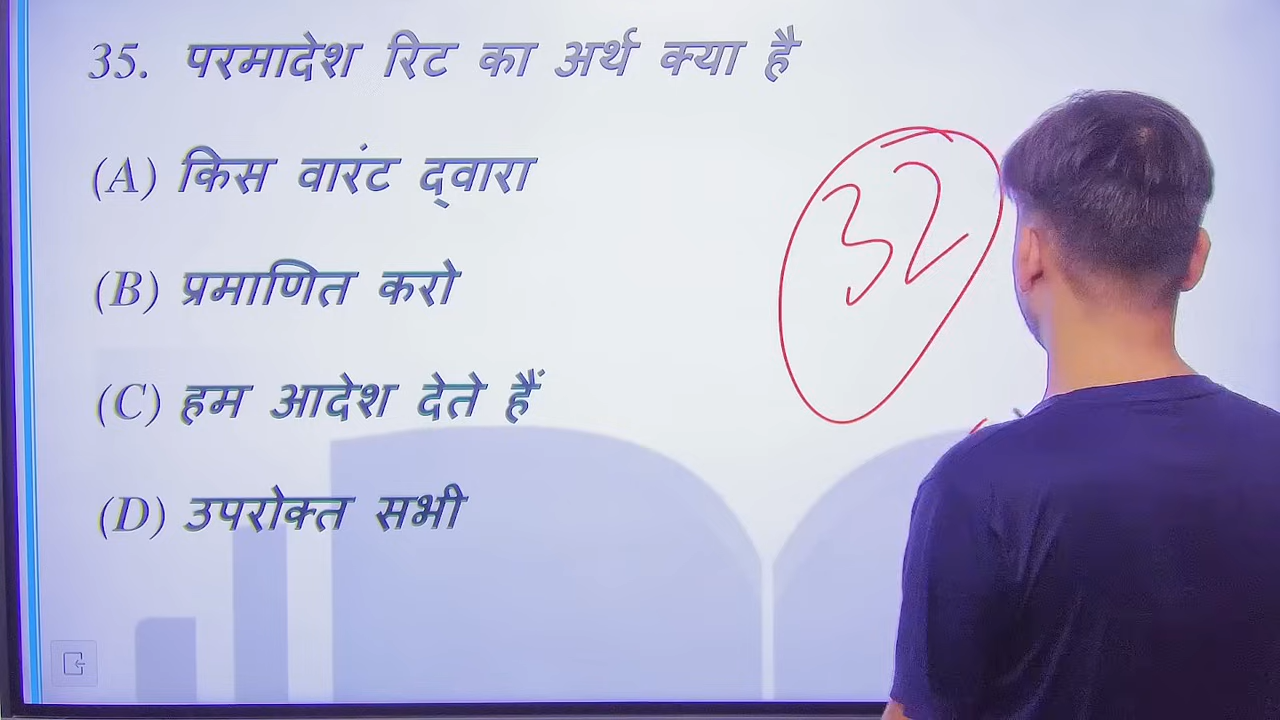 35. परमादेश रिट का अर्थ क्या है
(A) किस वारंट द्वारा
32
(B) प्रमाणित करो
(C) हम आदेश देते हैं
(D) उपरोक्त सभी